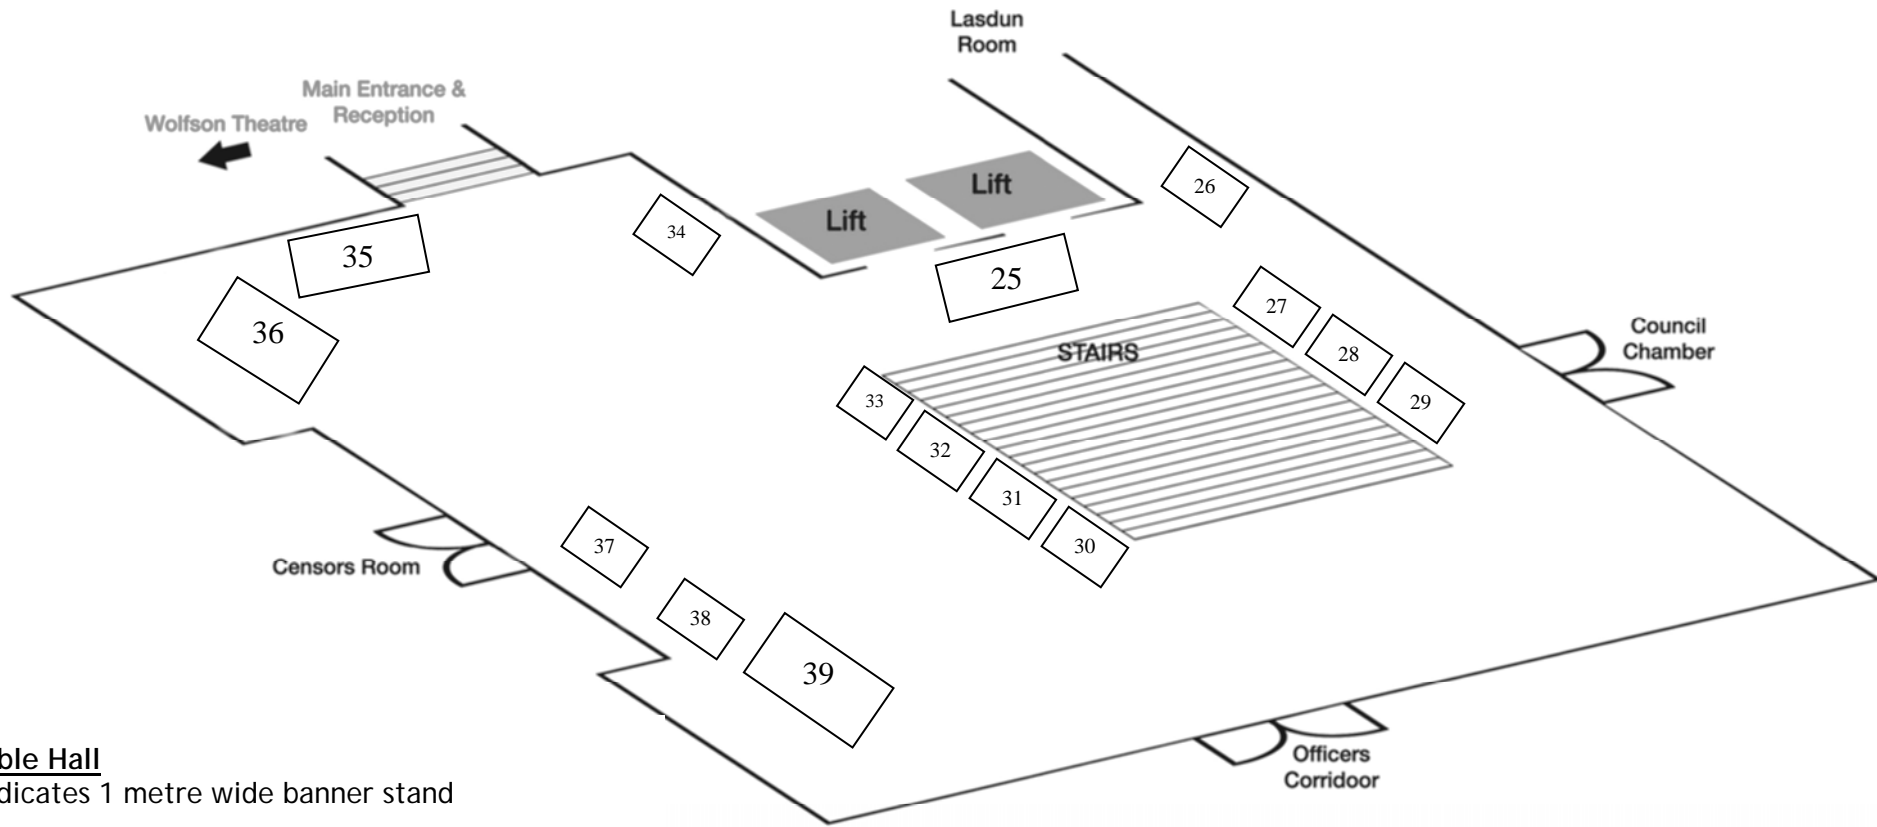 Lasdun
Room
Main Entrance &
Reception
Wolfson Theatre
Lift
Lift
26
34
35
25
36
27
28
29
STAIRS
Council
Chamber
33
32
31
30
37
38
39
Censors Room
Officers
Corridoor
ble Hall
dicates 1 metre wide banner stand